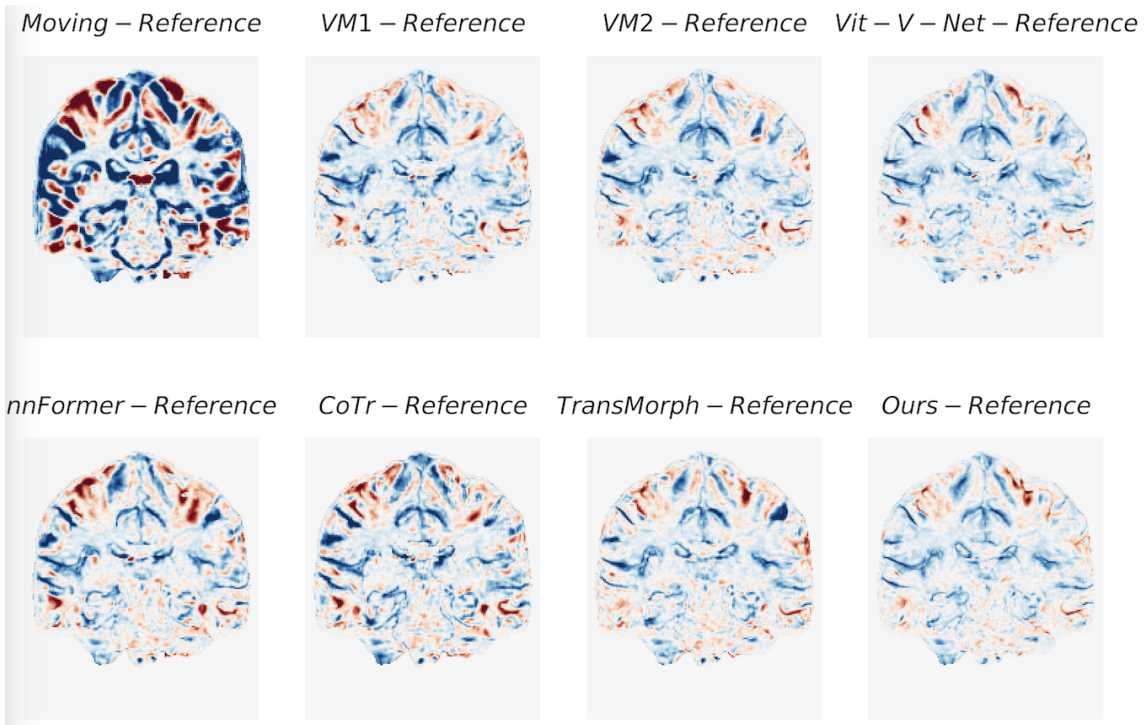 Moving − Reference
VM1 − Reference
VM2 − Reference
Vit − V − Net − Reference
nnFormer − Reference
CoTr − Reference
TransMorph − Reference
Ours − Reference